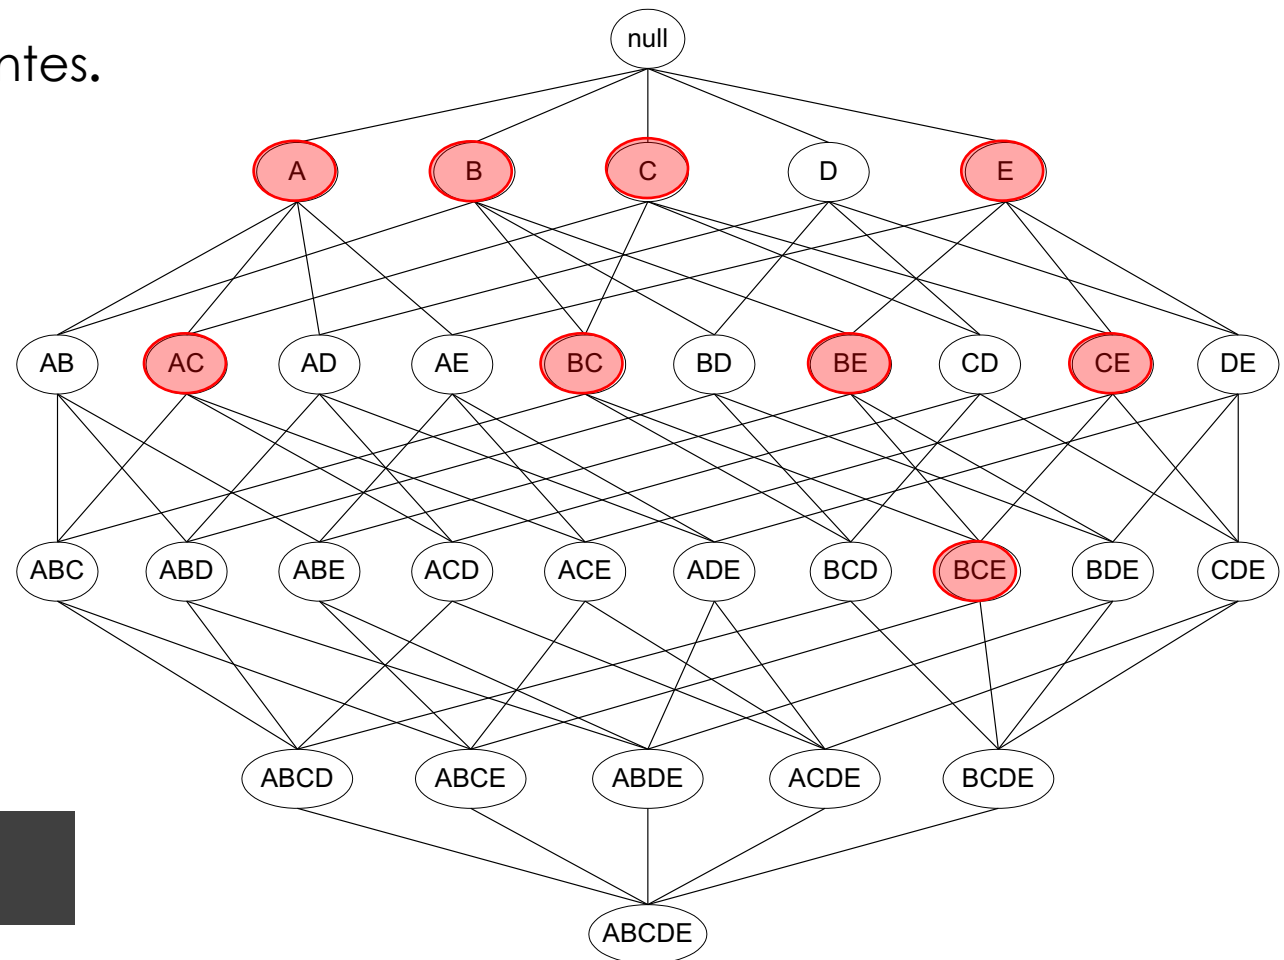 null
ntes.
A B C D E
AB AC AD AE BC BD BE CD CE DE
ABC ABD ABE ACD ACE ADE BCD BCE BDE CDE
ABCD ABCE ABDE ACDE BCDE
ABCDE